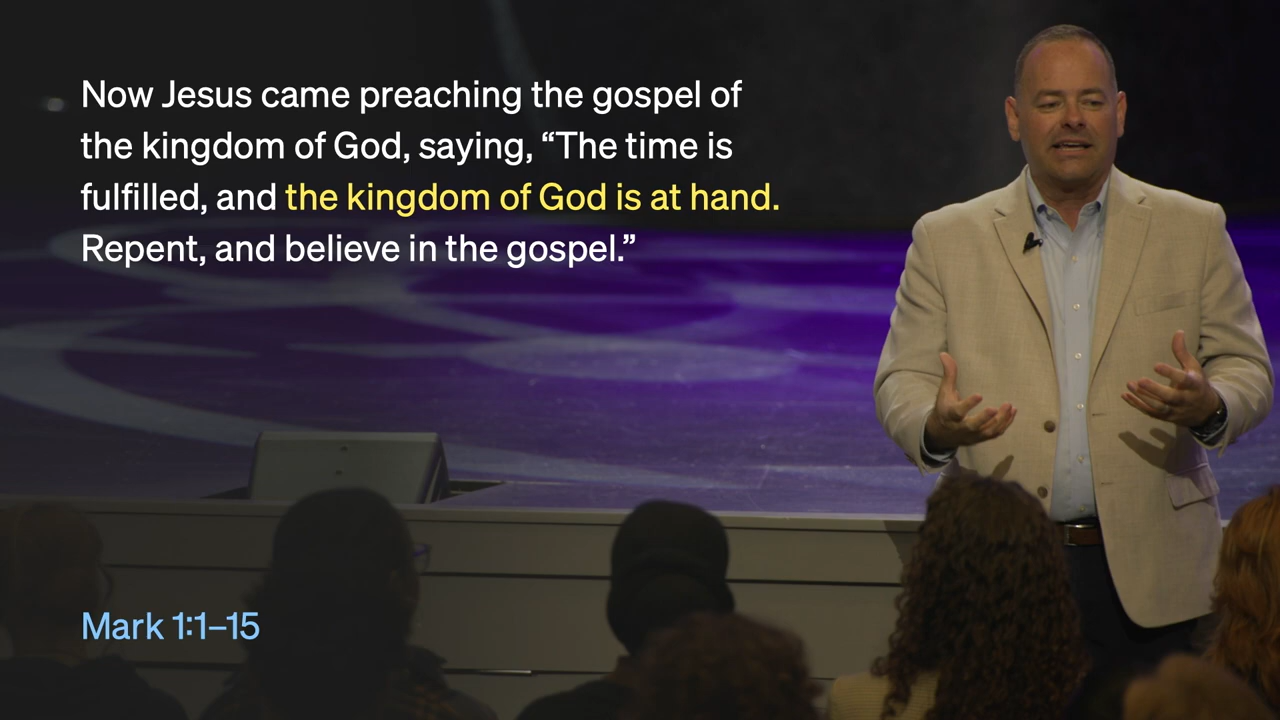 Now Jesus came preaching the gospel of
the kingdom of God, saying, “The time is
fulfilled, and the kingdom of God is at hand.
Repent, and believe in the gospel.”
Mark 1:1–15